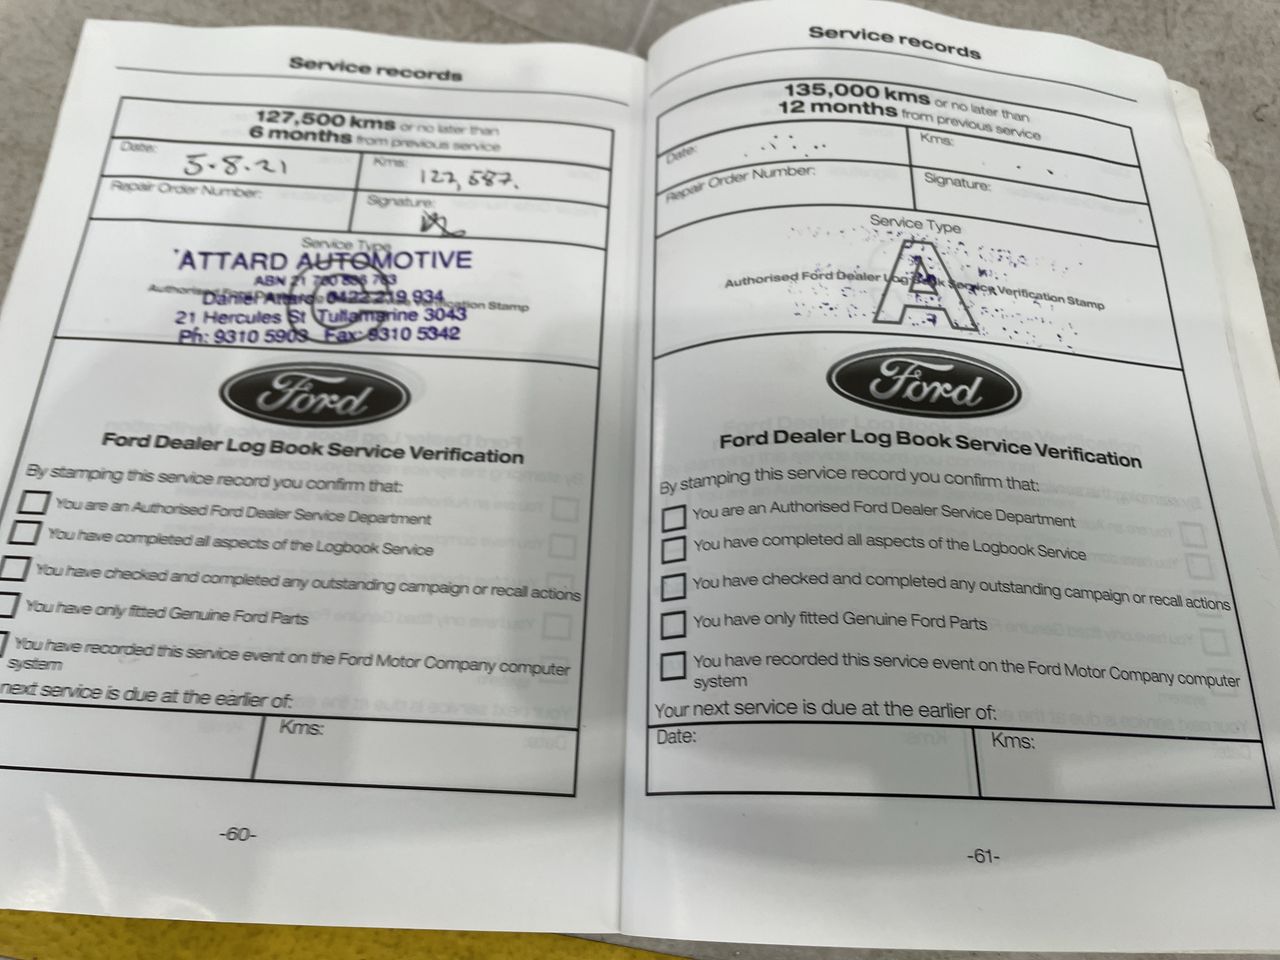 Service records
127,500 kms or no later than
6 months from previous service
Date: 5.8.21
Kms: 122,587.
Repair Order Number:
Signature:
Service Type
ATTARD AUTOMOTIVE
ABN 21 780 856 763
Authorised Ford verification Stamp
Daniel Attard 0422 219 934
21 Hercules St Tullamarine 3043
Ph: 9310 5903 Fax: 9310 5342
Ford
Ford Dealer Log Book Service Verification
By stamping this service record you confirm that:
You are an Authorised Ford Dealer Service Department
You have completed all aspects of the Logbook Service
You have checked and completed any outstanding campaign or recall actions
You have only fitted Genuine Ford Parts
You have recorded this service event on the Ford Motor Company computer
system
next service is due at the earlier of:
Kms:
-60-
Service records
135,000 kms or no later than
12 months from previous service
Date:
Kms:
Repair Order Number:
Signature:
Service Type
A
Authorised Ford Dealer Log Book Service Verification Stamp
Ford
Ford Dealer Log Book Service Verification
By stamping this service record you confirm that:
You are an Authorised Ford Dealer Service Department
You have completed all aspects of the Logbook Service
You have checked and completed any outstanding campaign or recall actions
You have only fitted Genuine Ford Parts
You have recorded this service event on the Ford Motor Company computer
system
Your next service is due at the earlier of:
Date:
Kms:
-61-